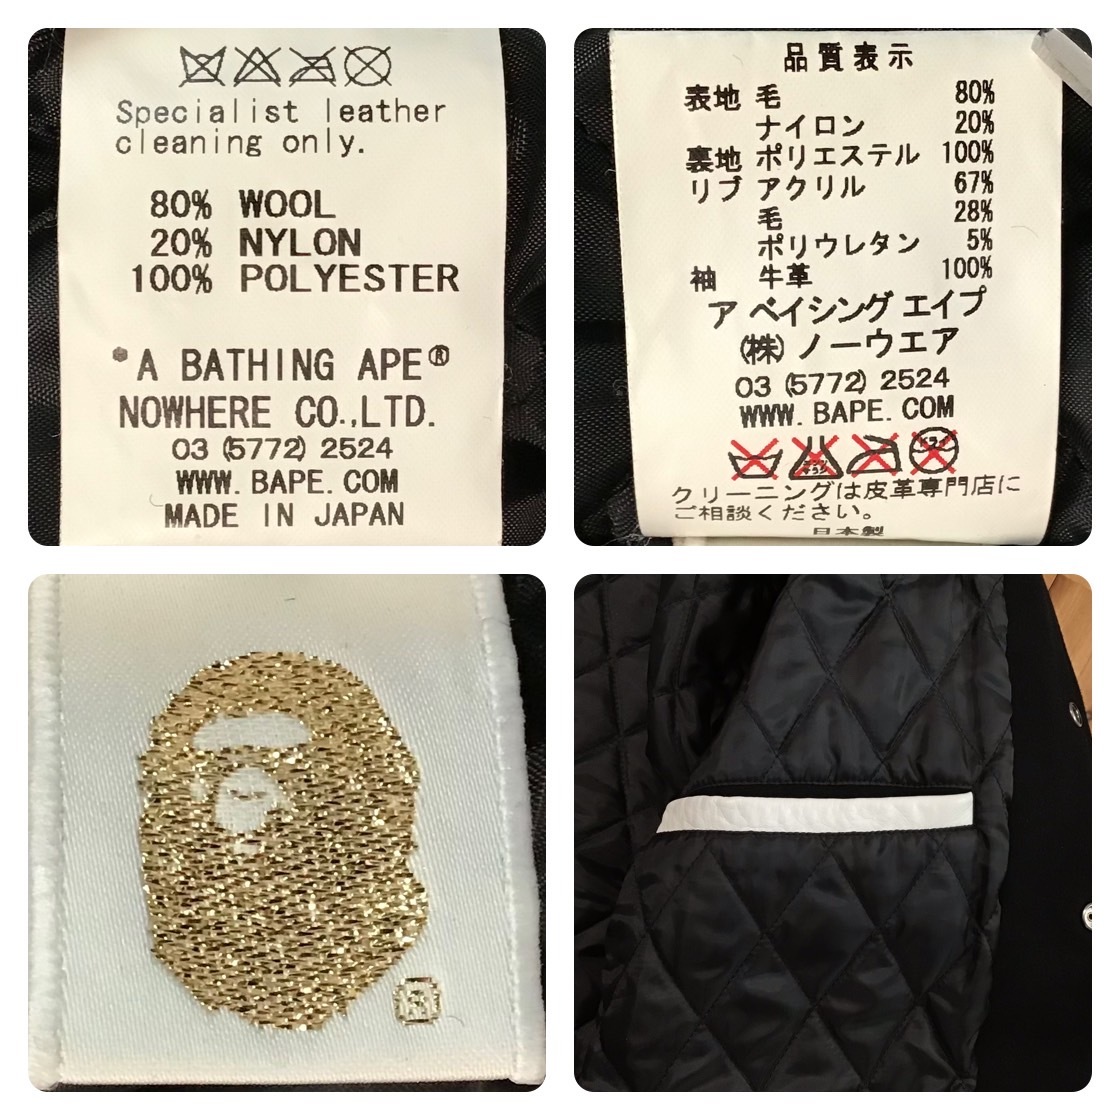 Specialist leather
cleaning only.
80% WOOL
20% NYLON
100% POLYESTER
*A BATHING APE®
NOWHERE CO.,LTD.
03 (5772) 2524
WWW.BAPE.COM
MADE IN JAPAN
品質表示
表地 毛 80%
ナイロン 20%
裏地 ポリエステル 100%
リブ アクリル 67%
毛 28%
ポリウレタン 5%
袖 牛革 100%
ア ベイシング エイプ
(株) ノーウエア
03 (5772) 2524
WWW.BAPE.COM
クリーニングは皮革専門店に
ご相談ください。
日本製